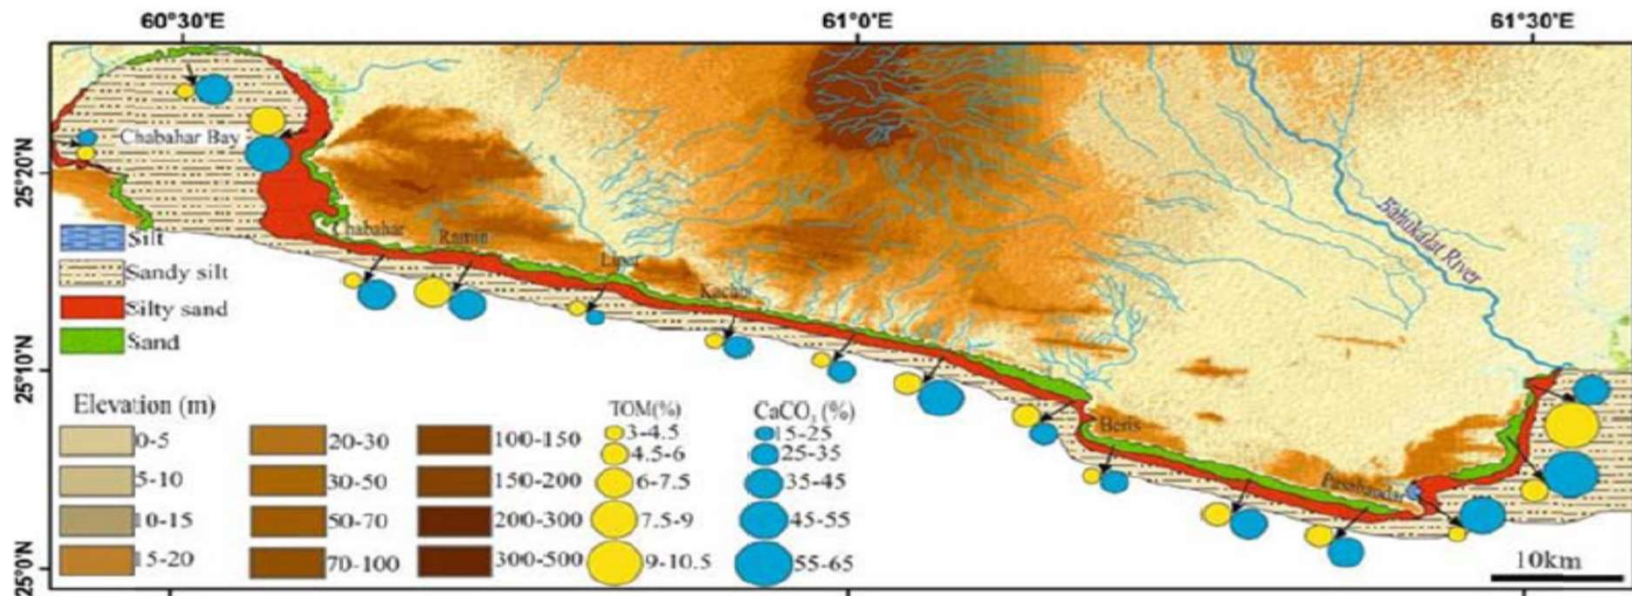 60°30'E 61°0'E 61°30'E
25°20'N
25°10'N
25°0'N
Chabahar Bay
Chabahar
Ramin
Lipar
Bahukalat River
Beris
Silt
Sandy silt
Silty sand
Sand
Elevation (m)
0-5
5-10
10-15
15-20
20-30
30-50
50-70
70-100
100-150
150-200
200-300
300-500
TOM(%)
3-4.5
4.5-6
6-7.5
7.5-9
9-10.5
CaCO₃ (%)
15-25
25-35
35-45
45-55
55-65
10km